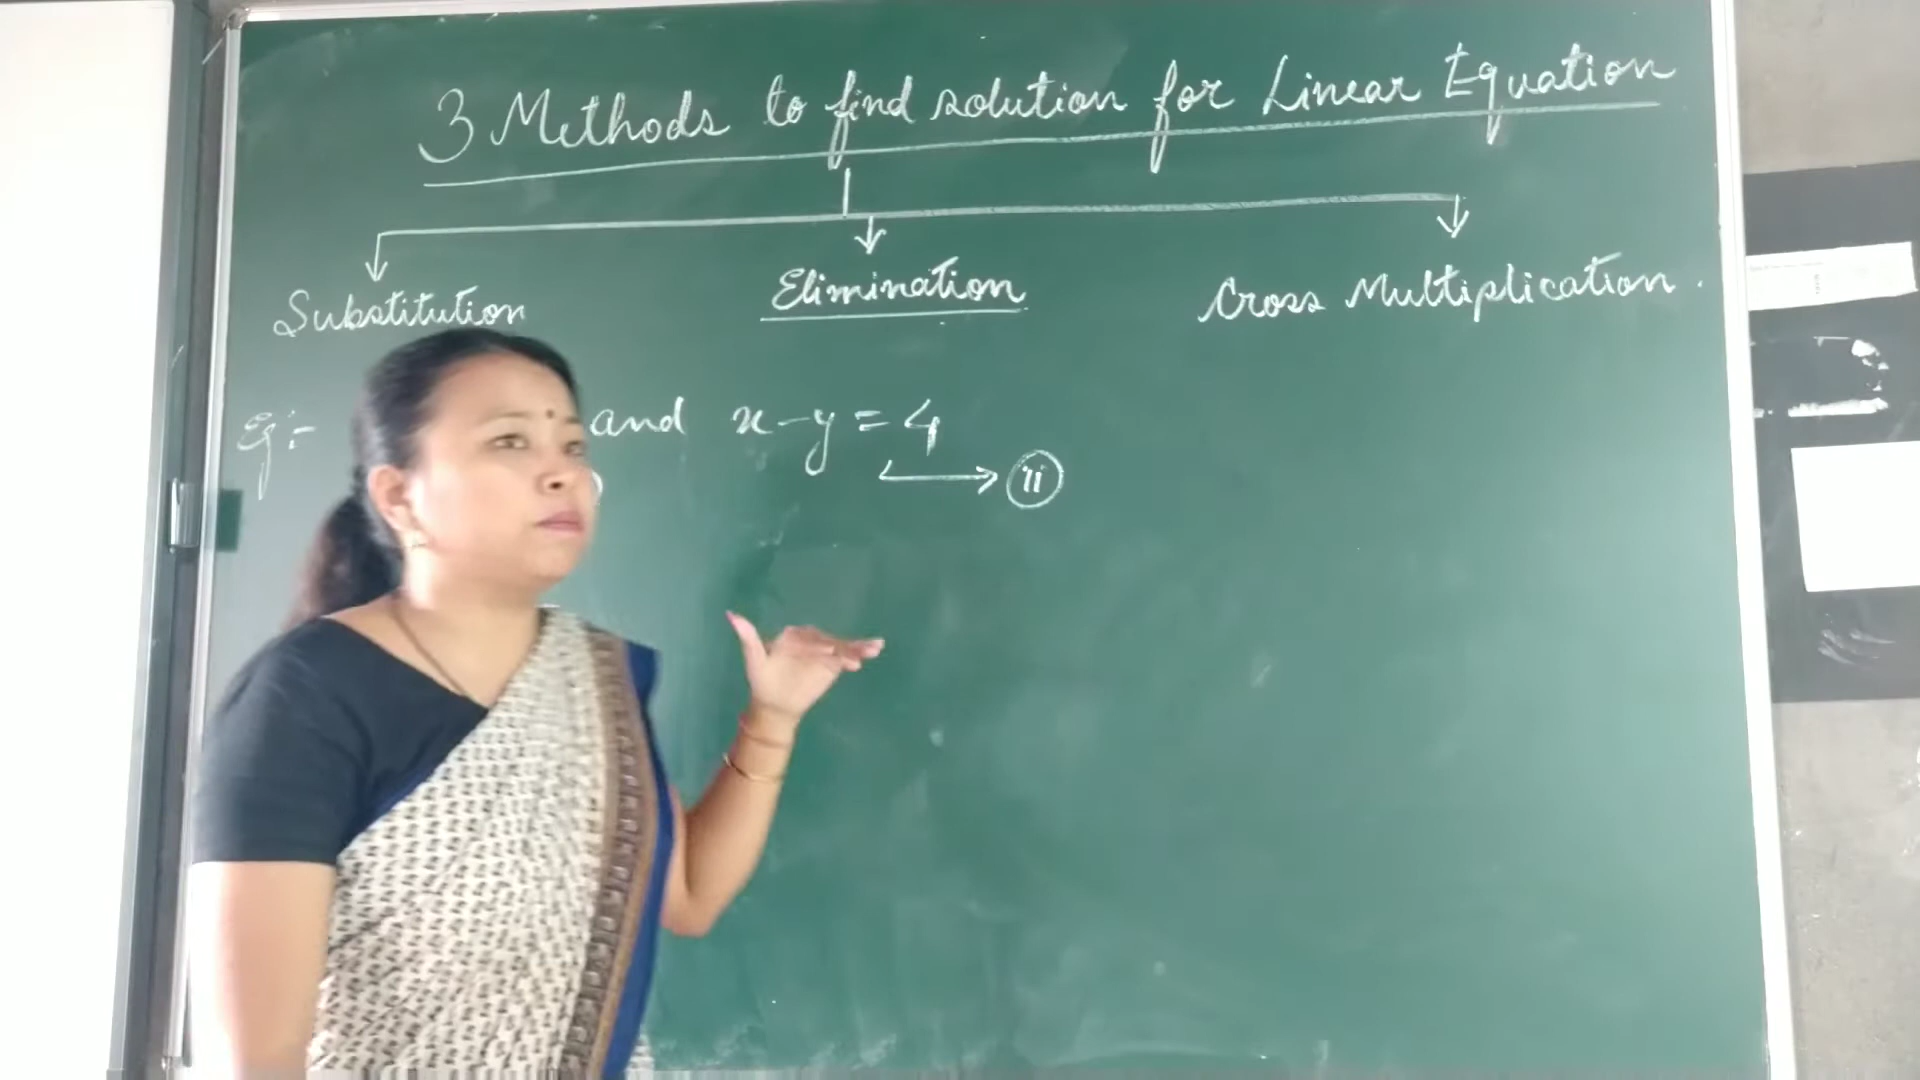 3 Methods to find solution for Linear Equation
Substitution Elimination Cross Multiplication.
Eg:- and x-y=4
ii